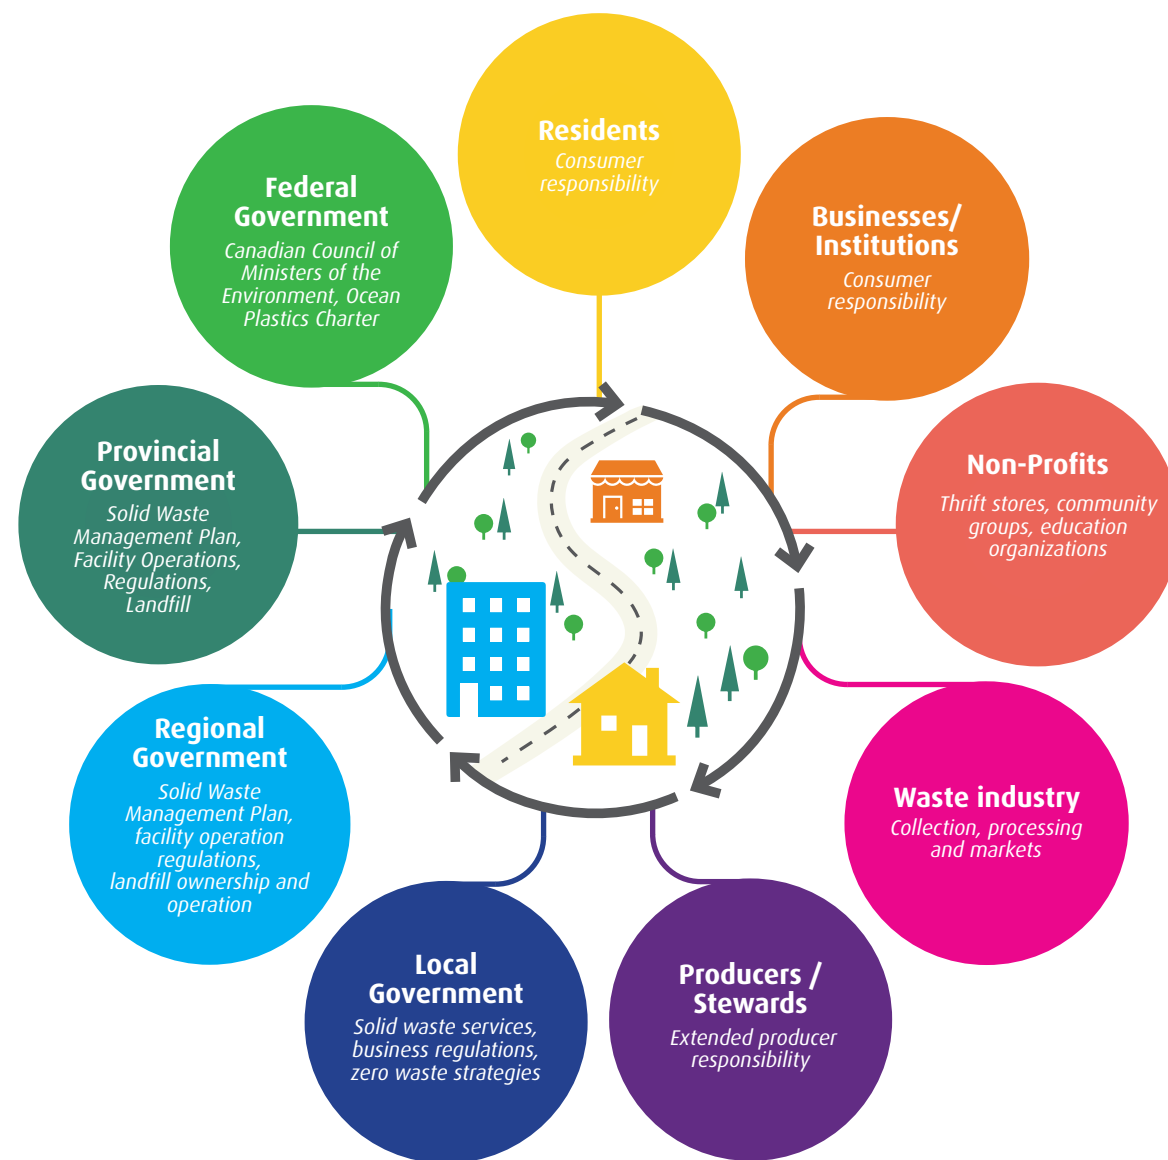 Residents
Consumer
responsibility
Businesses/
Institutions
Consumer
responsibility
Non-Profits
Thrift stores, community
groups, education
organizations
Waste industry
Collection, processing
and markets
Producers /
Stewards
Extended producer
responsibility
Local
Government
Solid waste services,
business regulations,
zero waste strategies
Regional
Government
Solid Waste
Management Plan,
facility operation
regulations,
landfill ownership and
operation
Provincial
Government
Solid Waste
Management Plan,
Facility Operations,
Regulations,
Landfill
Federal
Government
Canadian Council of
Ministers of the
Environment, Ocean
Plastics Charter